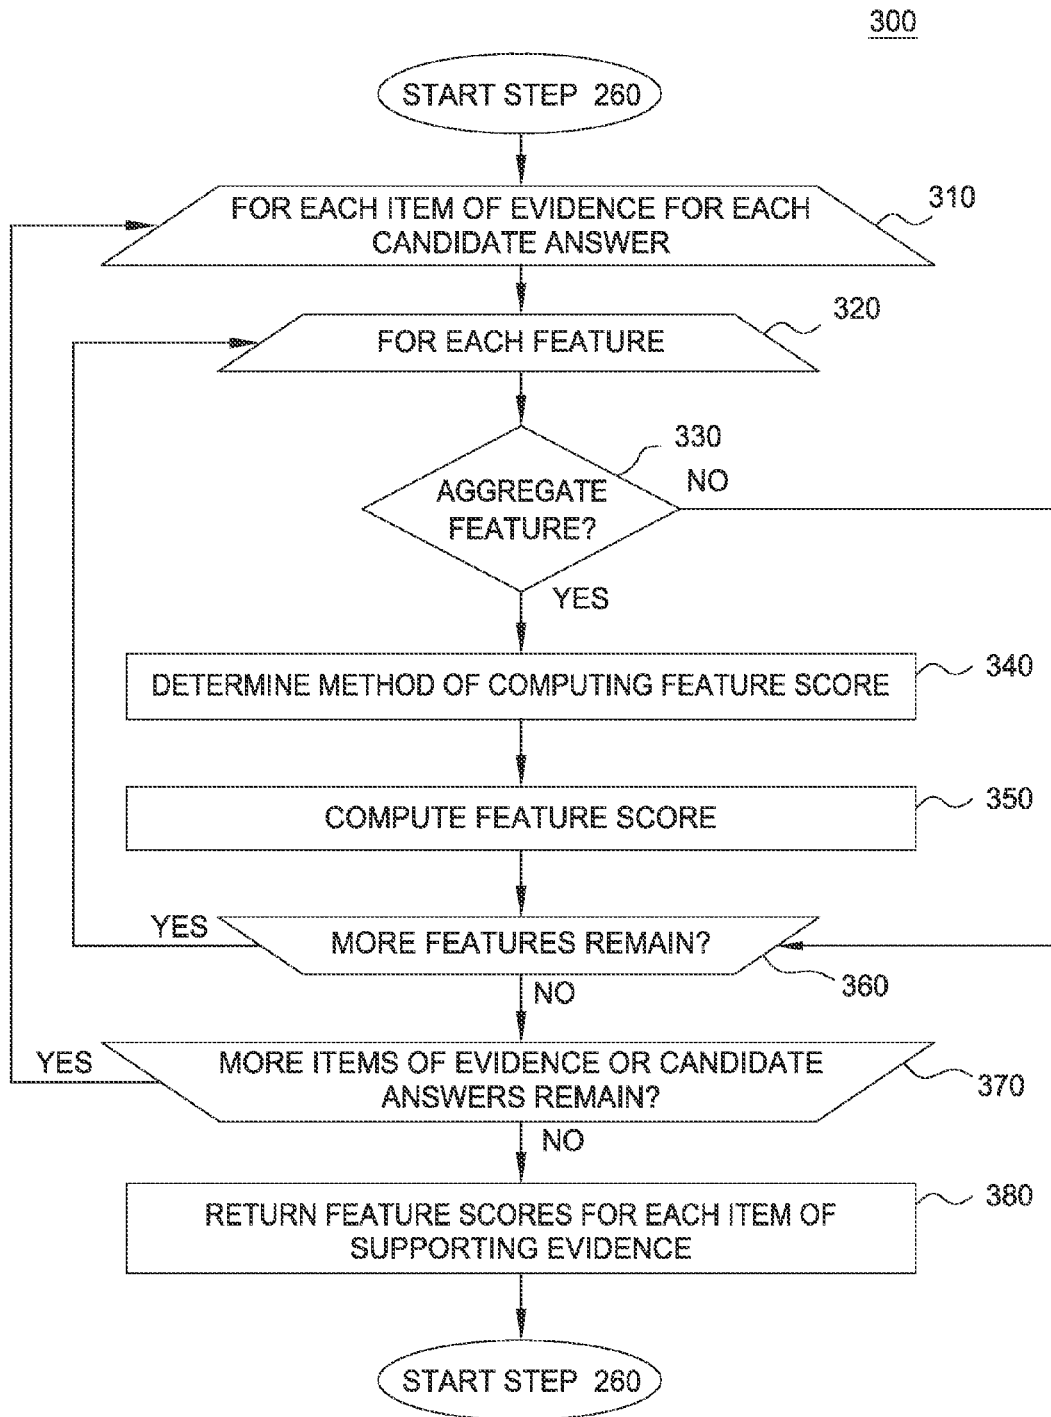 300
START STEP 260
FOR EACH ITEM OF EVIDENCE FOR EACH
CANDIDATE ANSWER
310
FOR EACH FEATURE
320
330
AGGREGATE
FEATURE?
NO
YES
DETERMINE METHOD OF COMPUTING FEATURE SCORE
340
COMPUTE FEATURE SCORE
350
YES
MORE FEATURES REMAIN?
360
NO
YES
MORE ITEMS OF EVIDENCE OR CANDIDATE
ANSWERS REMAIN?
370
NO
RETURN FEATURE SCORES FOR EACH ITEM OF
SUPPORTING EVIDENCE
380
START STEP 260